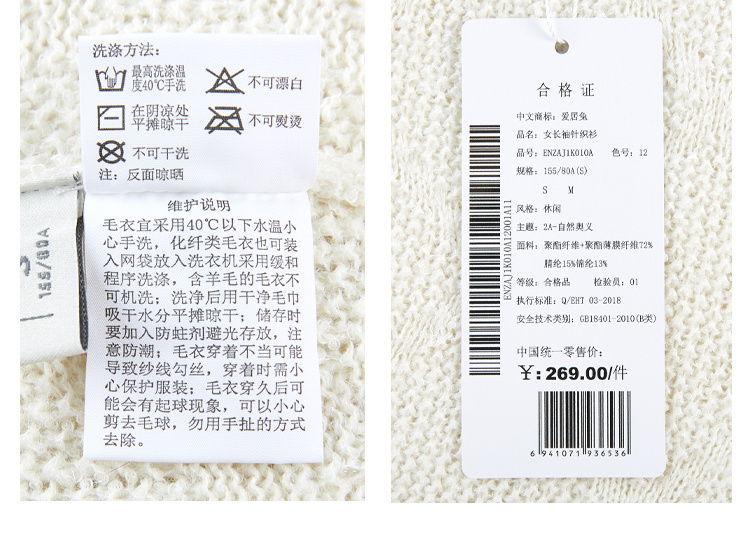 洗涤方法:
最高洗涤温
度40℃手洗
不可漂白
在阴凉处
平摊晾干
不可熨烫
不可干洗
注: 反面晾晒
155/80A
维护说明
毛衣宜采用40℃以下水温小
心手洗, 化纤类毛衣也可装
入网袋放入洗衣机采用缓和
程序洗涤, 含羊毛的毛衣不
可机洗; 洗净后用干净毛巾
吸干水分平摊晾干; 储存时
要加入防蛀剂避光存放, 注
意防潮; 毛衣穿着不当可能
导致纱线勾丝, 穿着时需小
心保护服装; 毛衣穿久后可
能会有起球现象, 可以小心
剪去毛球, 勿用手扯的方式
去除。
合格证
中文商标: 爱居兔
品名: 女长袖针织衫
品号: ENZAJ1K010A 色号: 12
规格: 155/80A(S)
S M
风格: 休闲
主题: 2A-自然奥义
面料: 聚酯纤维+聚酯薄膜纤维72%
腈纶15%锦纶13%
等级: 合格品 检验员: 01
执行标准: Q/EHT 03-2018
安全技术类别: GB18401-2010(B类)
中国统一零售价:
¥: 269.00/件
6 941071 936536
ENZAJ1K010A12001A11